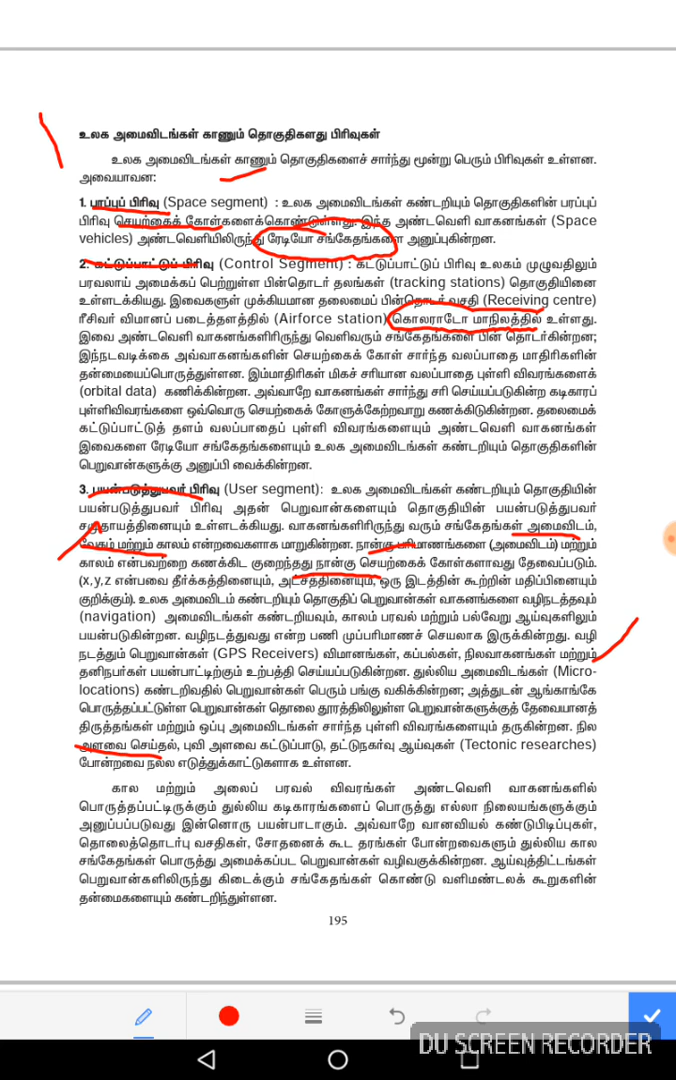 உலக அமைவிடங்கள் காணும் தொகுதிகளது பிரிவுகள்
உலக அமைவிடங்கள் காணும் தொகுதிகளைச் சார்ந்து மூன்று பெரும் பிரிவுகள் உள்ளன.
அவையாவன:
1. பரப்புப் பிரிவு (Space segment) : உலக அமைவிடங்கள் கண்டறியும் தொகுதிகளின் பரப்புப்
பிரிவு செயற்கைக் கோள்களைக்கொண்டுள்ளது. இந்த அண்டவெளி வாகனங்கள் (Space
vehicles) அண்டவெளியிலிருந்து ரேடியோ சங்கேதங்களை அனுப்புகின்றன.
2. கட்டுப்பாட்டுப் பிரிவு (Control Segment) : கட்டுப்பாட்டுப் பிரிவு உலகம் முழுவதிலும்
பரவலாய் அமைக்கப் பெற்றுள்ள பின்தொடர் தலங்கள் (tracking stations) தொகுதியினை
உள்ளடக்கியது. இவைகளுள் முக்கியமான தலைமைப் பின்தொடர் வசதி (Receiving centre)
ரீசிவர் விமானப் படைத்தளத்தில் (Airforce station) கொலராடோ மாநிலத்தில் உள்ளது.
இவை அண்டவெளி வாகனங்களிரிருந்து வெளிவரும் சங்கேதங்களை பின் தொடர்கின்றன;
இந்நடவடிக்கை அவ்வாகனங்களின் செயற்கைக் கோள் சார்ந்த வலப்பாதை மாதிரிகளின்
தன்மையைப்பொருத்துள்ளன. இம்மாதிரிகள் மிகச் சரியான வலப்பாதை புள்ளி விவரங்களைக்
(orbital data) கணிக்கின்றன. அவ்வாறே வாகனங்கள் சார்ந்து சரி செய்யப்படுகின்ற கடிகாரப்
புள்ளிவிவரங்களை ஒவ்வொரு செயற்கைக் கோளுக்கேற்றவாறு கணக்கிடுகின்றன. தலைமைக்
கட்டுப்பாட்டுத் தளம் வலப்பாதைப் புள்ளி விவரங்களையும் அண்டவெளி வாகனங்கள்
இவைகளை ரேடியோ சங்கேதங்களையும் உலக அமைவிடங்கள் கண்டறியும் தொகுதிகளின்
பெறுவான்களுக்கு அனுப்பி வைக்கின்றன.
3. பயன்படுத்துபவர் பிரிவு (User segment): உலக அமைவிடங்கள் கண்டறியும் தொகுதியின்
பயன்படுத்துபவர் பிரிவு அதன் பெறுவான்களையும் தொகுதியின் பயன்படுத்துபவர்
சமுதாயத்தினையும் உள்ளடக்கியது. வாகனங்களிரிருந்து வரும் சங்கேதங்கள் அமைவிடம்,
வேகம் மற்றும் காலம் என்றவைகளாக மாறுகின்றன. நான்கு பரிமாணங்களை (அமைவிடம்) மற்றும்
காலம் என்பவற்றை கணக்கிட குறைந்தது நான்கு செயற்கைக் கோள்களாவது தேவைப்படும்.
(x,y,z என்பவை தீர்க்கத்தினையும், அட்சத்தினையும், ஒரு இடத்தின் கூற்றின் மதிப்பினையும்
குறிக்கும்). உலக அமைவிடம் கண்டறியும் தொகுதிப் பெறுவான்கள் வாகனங்களை வழிநடத்தவும்
(navigation) அமைவிடங்கள் கண்டறியவும், காலம் பரவல் மற்றும் பல்வேறு ஆய்வுகளிலும்
பயன்படுகின்றன. வழிநடத்துவது என்ற பணி முப்பரிமாணச் செயலாக இருக்கின்றது. வழி
நடத்தும் பெறுவான்கள் (GPS Receivers) விமானங்கள், கப்பல்கள், நிலவாகனங்கள் மற்றும்
தனிநபர்கள் பயன்பாட்டிற்கும் உற்பத்தி செய்யப்படுகின்றன. துல்லிய அமைவிடங்கள் (Micro-
locations) கண்டறிவதில் பெறுவான்கள் பெரும் பங்கு வகிக்கின்றன; அத்துடன் ஆங்காங்கே
பொருத்தப்பட்டுள்ள பெறுவான்கள் தொலை தூரத்திலிலுள்ள பெறுவான்களுக்குத் தேவையானத்
திருத்தங்கள் மற்றும் ஒப்பு அமைவிடங்கள் சார்ந்த புள்ளி விவரங்களையும் தருகின்றன. நில
அளவை செய்தல், புவி அளவை கட்டுப்பாடு, தட்டுநகர்வு ஆய்வுகள் (Tectonic researches)
போன்றவை நல்ல எடுத்துக்காட்டுகளாக உள்ளன.
கால மற்றும் அலைப் பரவல் விவரங்கள் அண்டவெளி வாகனங்களில்
பொருத்தப்பட்டிருக்கும் துல்லிய கடிகாரங்களைப் பொருத்து எல்லா நிலையங்களுக்கும்
அனுப்பப்படுவது இன்னொரு பயன்பாடாகும். அவ்வாறே வானவியல் கண்டுபிடிப்புகள்,
தொலைத்தொடர்பு வசதிகள், சோதனைக் கூட தரங்கள் போன்றவைகளும் துல்லிய கால
சங்கேதங்கள் பொருத்து அமைக்கப்பட பெறுவான்கள் வழிவகுக்கின்றன. ஆய்வுத்திட்டங்கள்
பெறுவான்களிலிருந்து கிடைக்கும் சங்கேதங்கள் கொண்டு வளிமண்டலக் கூறுகளின்
தன்மைகளையும் கண்டறிந்துள்ளன.
195
DU SCREEN RECORDER